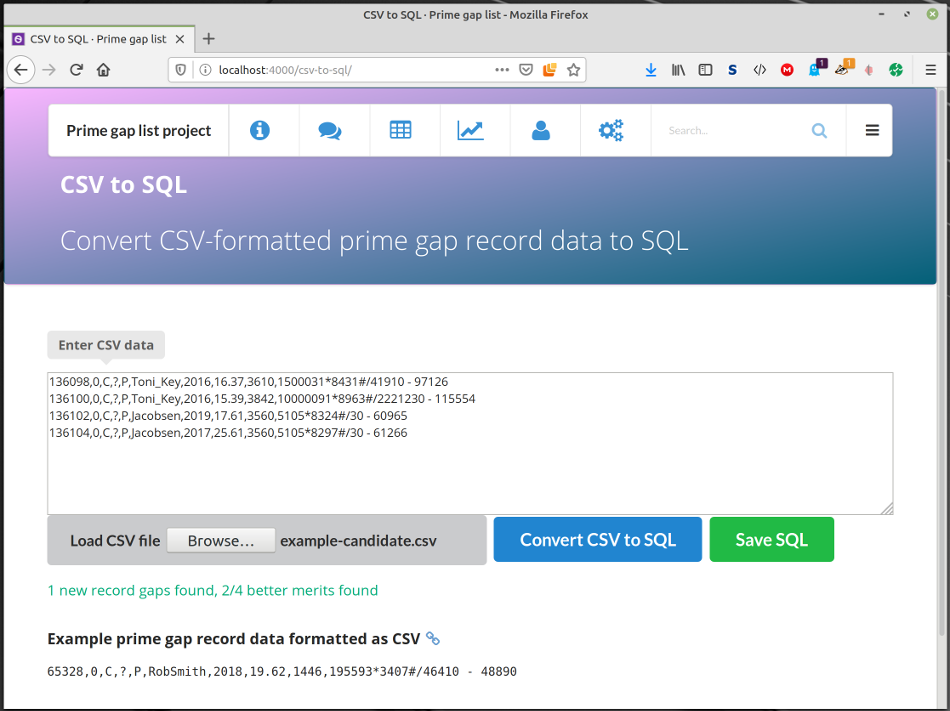 CSV to SQL · Prime gap list - Mozilla Firefox
CSV to SQL · Prime gap list
localhost:4000/csv-to-sql/
S
M
1
1
Prime gap list project
Search...
CSV to SQL
Convert CSV-formatted prime gap record data to SQL
Enter CSV data
136098,0,C,?,P,Toni_Key,2016,16.37,3610,1500031*8431#/41910 - 97126
136100,0,C,?,P,Toni_Key,2016,15.39,3842,10000091*8963#/2221230 - 115554
136102,0,C,?,P,Jacobsen,2019,17.61,3560,5105*8324#/30 - 60965
136104,0,C,?,P,Jacobsen,2017,25.61,3560,5105*8297#/30 - 61266
Load CSV file Browse... example-candidate.csv Convert CSV to SQL Save SQL
1 new record gaps found, 2/4 better merits found
Example prime gap record data formatted as CSV
65328,0,C,?,P,RobSmith,2018,19.62,1446,195593*3407#/46410 - 48890